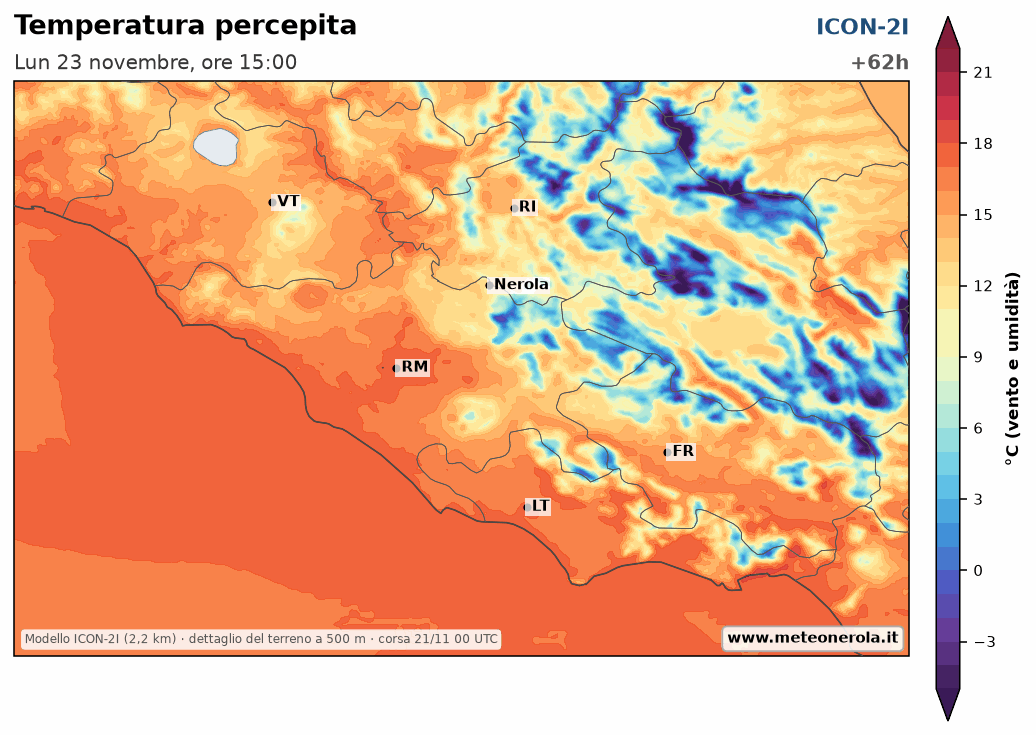 Temperatura percepita
ICON-2I
Lun 23 novembre, ore 15:00
+62h
21
18
15
12
9
6
3
0
−3
°C (vento e umidità)
VT
RI
Nerola
RM
FR
LT
Modello ICON-2I (2,2 km) · dettaglio del terreno a 500 m · corsa 21/11 00 UTC
www.meteonerola.it